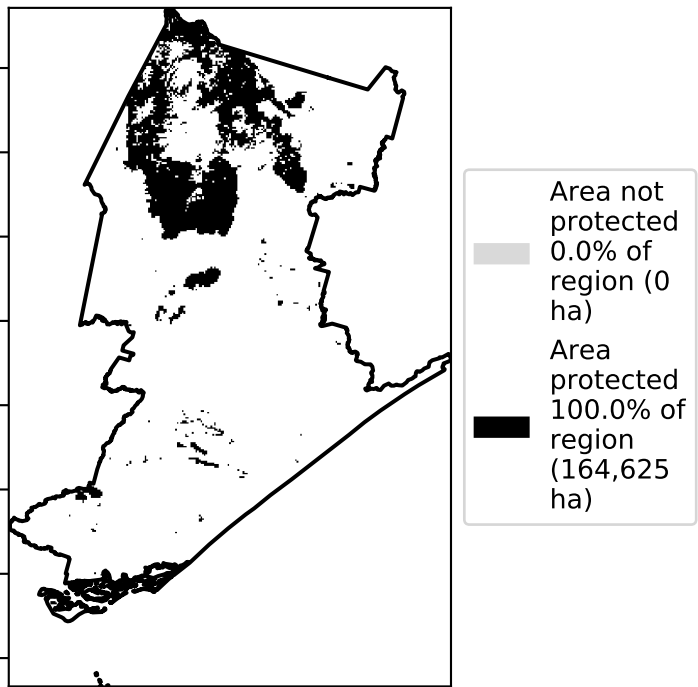 Area not
protected
0.0% of
region (0
ha)
Area
protected
100.0% of
region
(164,625
ha)